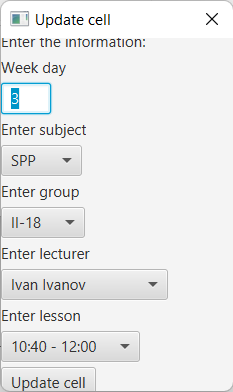 Update cell
Enter the information:
Week day
3
Enter subject
SPP
Enter group
II-18
Enter lecturer
Ivan Ivanov
Enter lesson
10:40 - 12:00
Update cell